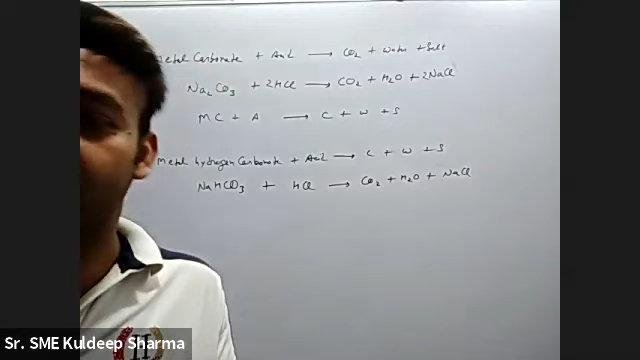 Metal Carbonate + Acid → CO2 + Water + Salt
Na2CO3 + 2HCl → CO2 + H2O + 2NaCl
MC + A → C + W + S
Metal hydrogen Carbonate + Acid → C + W + S
NaHCO3 + HCl → CO2 + H2O + NaCl
II
Sr. SME Kuldeep Sharma